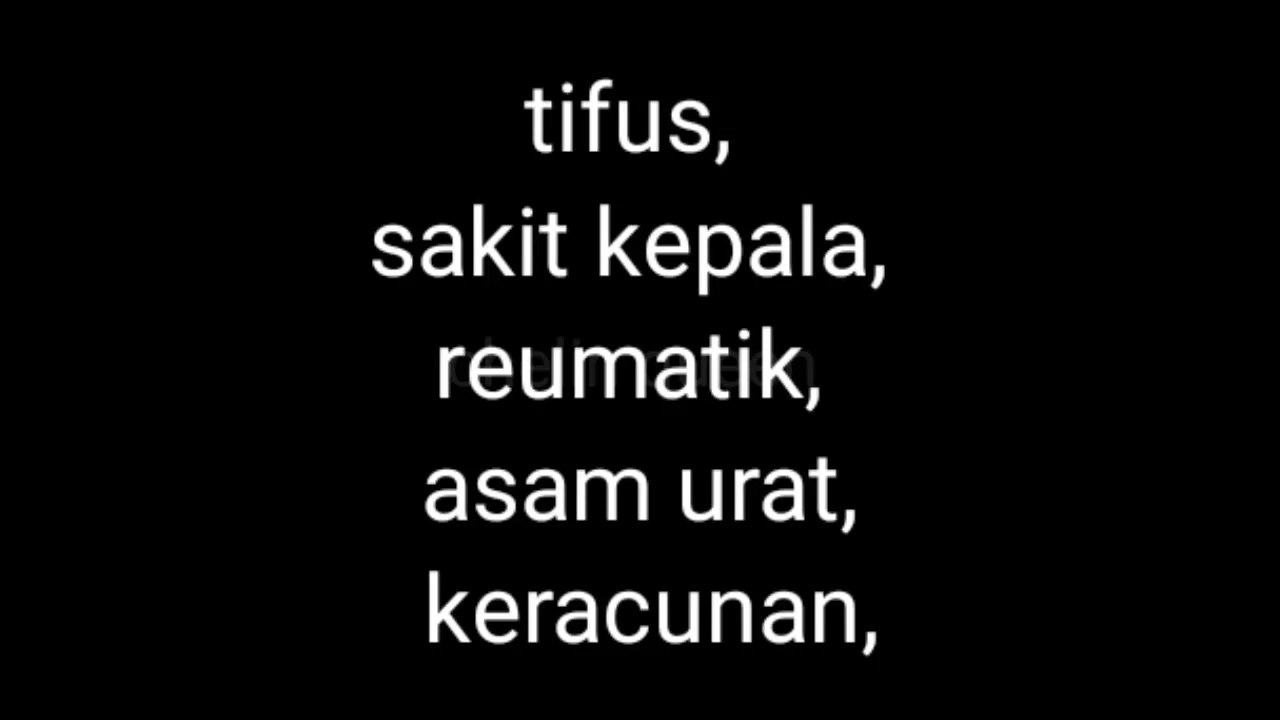 tifus,
sakit kepala,
reumatik,
asam urat,
keracunan,